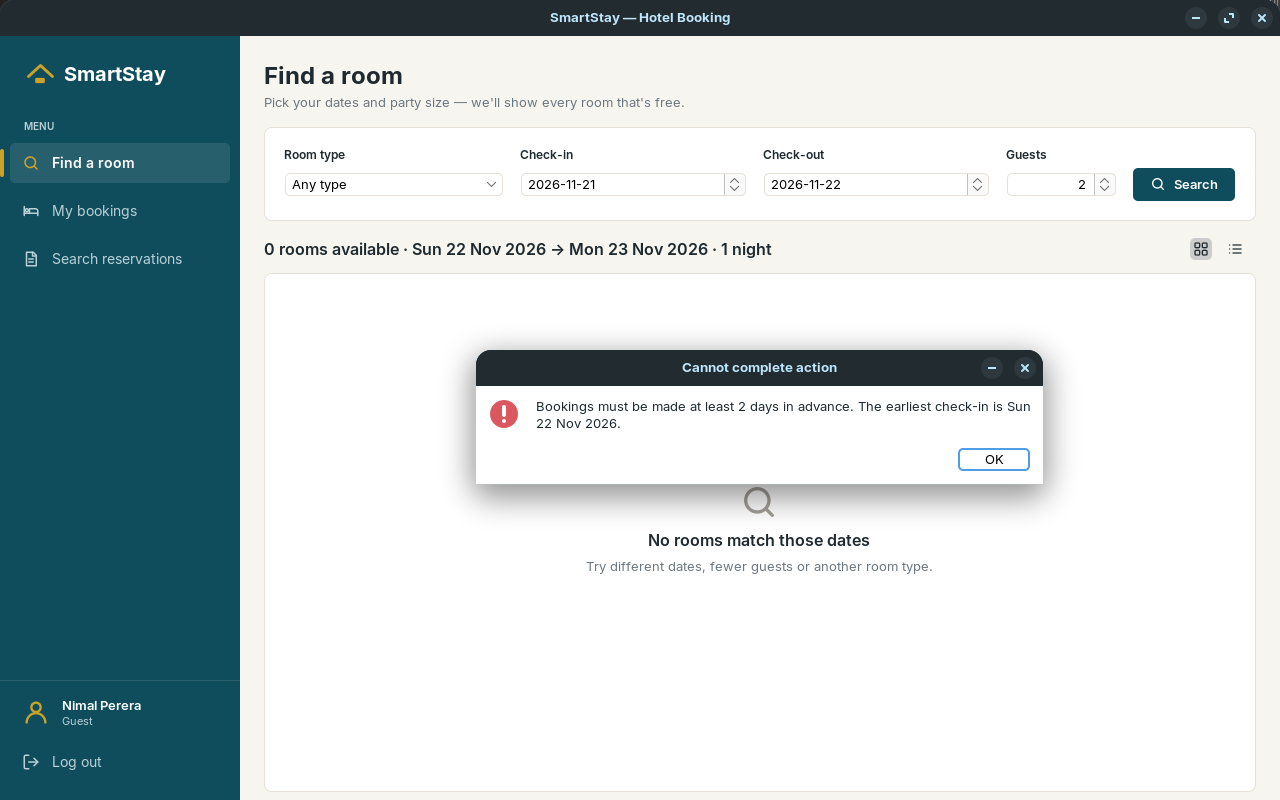 SmartStay — Hotel Booking
SmartStay
MENU
Find a room
My bookings
Search reservations
Nimal Perera
Guest
Log out
Find a room
Pick your dates and party size — we'll show every room that's free.
Room type
Check-in
Check-out
Guests
Any type
2026-11-21
2026-11-22
2
Search
0 rooms available · Sun 22 Nov 2026 → Mon 23 Nov 2026 · 1 night
Cannot complete action
Bookings must be made at least 2 days in advance. The earliest check-in is Sun
22 Nov 2026.
OK
No rooms match those dates
Try different dates, fewer guests or another room type.